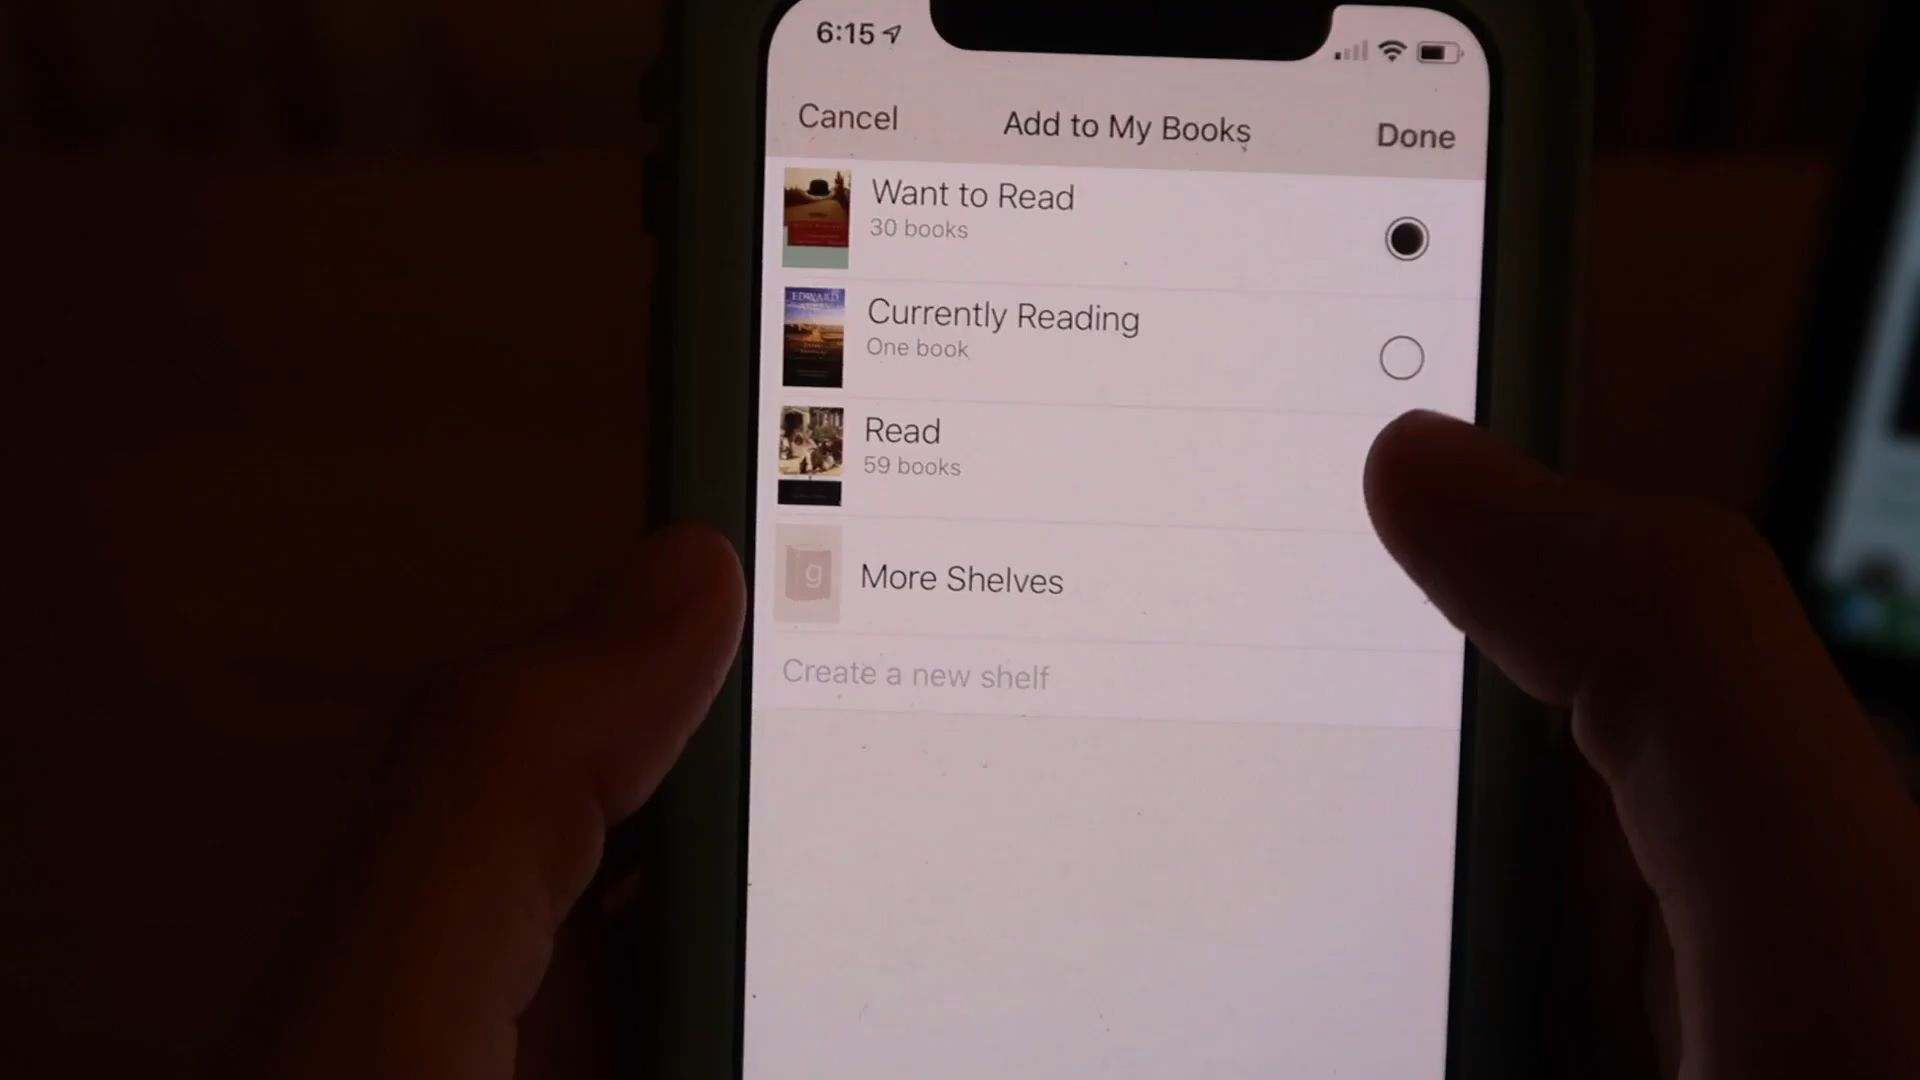 6:15
Cancel
Add to My Books
Done
Want to Read
30 books
Currently Reading
One book
EDWARD
Read
59 books
g
More Shelves
Create a new shelf